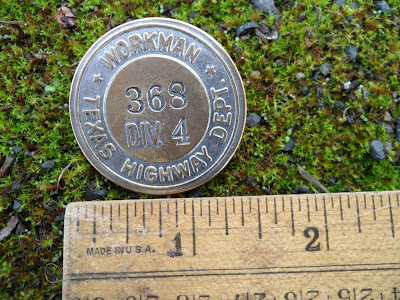 WORKMAN
368
DIV. 4
TEXAS HIGHWAY DEPT
MADE IN U.S.A.
1 2